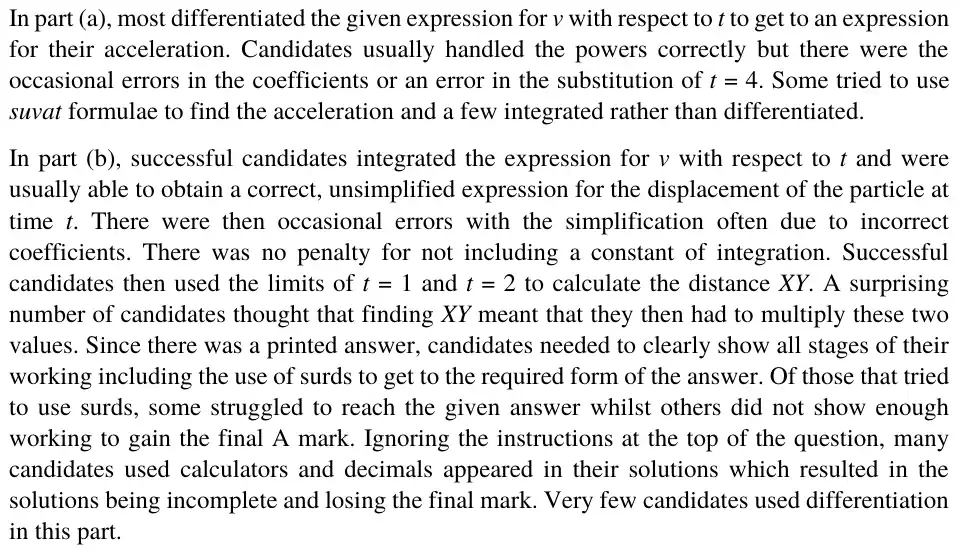 In part (a), most differentiated the given expression for v with respect to t to get to an expression
for their acceleration. Candidates usually handled the powers correctly but there were the
occasional errors in the coefficients or an error in the substitution of t = 4. Some tried to use
suvat formulae to find the acceleration and a few integrated rather than differentiated.
In part (b), successful candidates integrated the expression for v with respect to t and were
usually able to obtain a correct, unsimplified expression for the displacement of the particle at
time t. There were then occasional errors with the simplification often due to incorrect
coefficients. There was no penalty for not including a constant of integration. Successful
candidates then used the limits of t = 1 and t = 2 to calculate the distance XY. A surprising
number of candidates thought that finding XY meant that they then had to multiply these two
values. Since there was a printed answer, candidates needed to clearly show all stages of their
working including the use of surds to get to the required form of the answer. Of those that tried
to use surds, some struggled to reach the given answer whilst others did not show enough
working to gain the final A mark. Ignoring the instructions at the top of the question, many
candidates used calculators and decimals appeared in their solutions which resulted in the
solutions being incomplete and losing the final mark. Very few candidates used differentiation
in this part.